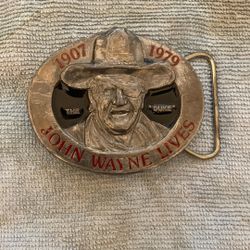 1907 1979
THE "DUKE"
JOHN WAYNE LIVES